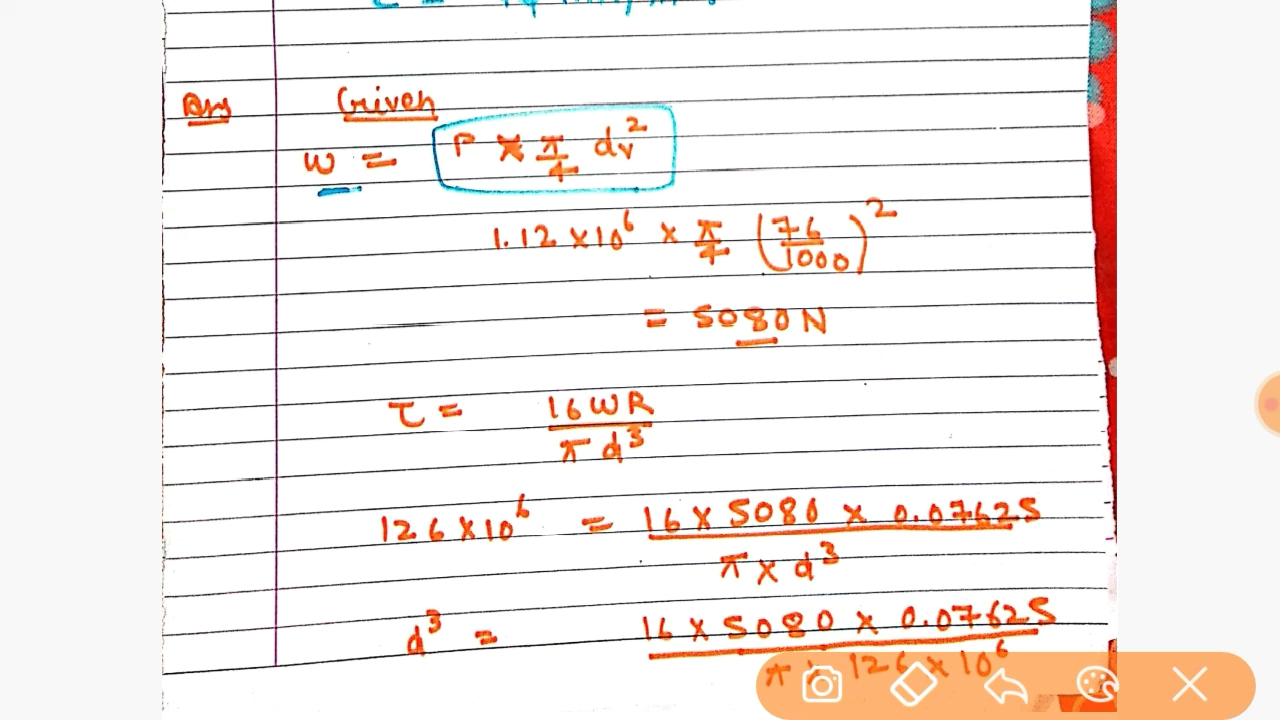 Ans Given
W = P × π/4 dv²
1.12 × 10⁶ × π/4 (76/1000)²
= 5080 N
τ = 16WR / π d³
126 × 10⁶ = 16 × 5080 × 0.07625 / π × d³
d³ = 16 × 5080 × 0.07625 / π × 126 × 10⁶